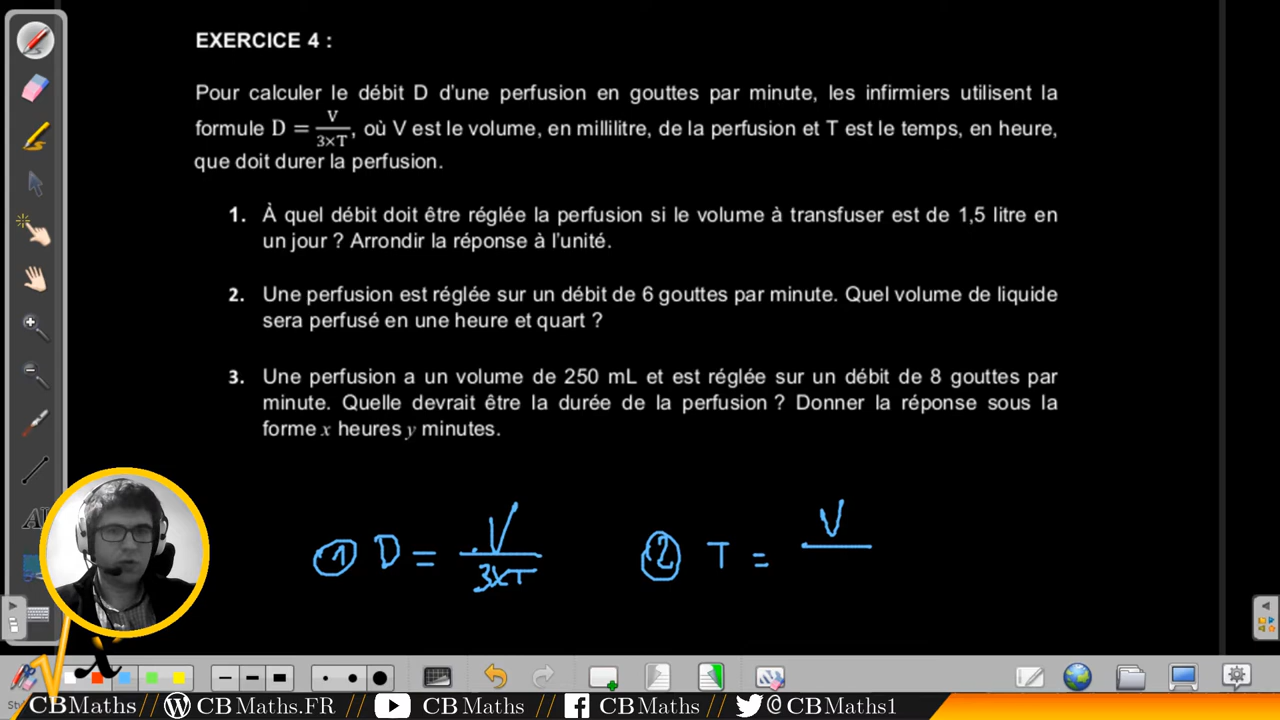 EXERCICE 4 :
Pour calculer le débit D d'une perfusion en gouttes par minute, les infirmiers utilisent la
formule D = V/(3×T), où V est le volume, en millilitre, de la perfusion et T est le temps, en heure,
que doit durer la perfusion.
1. À quel débit doit être réglée la perfusion si le volume à transfuser est de 1,5 litre en
un jour ? Arrondir la réponse à l'unité.
2. Une perfusion est réglée sur un débit de 6 gouttes par minute. Quel volume de liquide
sera perfusé en une heure et quart ?
3. Une perfusion a un volume de 250 mL et est réglée sur un débit de 8 gouttes par
minute. Quelle devrait être la durée de la perfusion ? Donner la réponse sous la
forme x heures y minutes.
① D = V/(3×T) ② T = V
CBMaths // CBMaths.FR // CBMaths // CBMaths // @CBMaths1